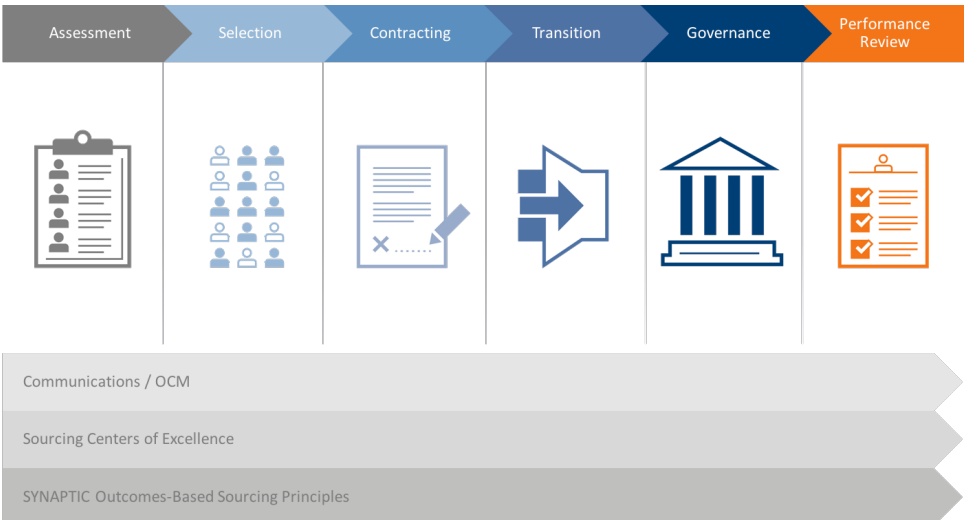 Assessment
Selection
Contracting
Transition
Governance
Performance
Review
Communications / OCM
Sourcing Centers of Excellence
SYNAPTIC Outcomes-Based Sourcing Principles